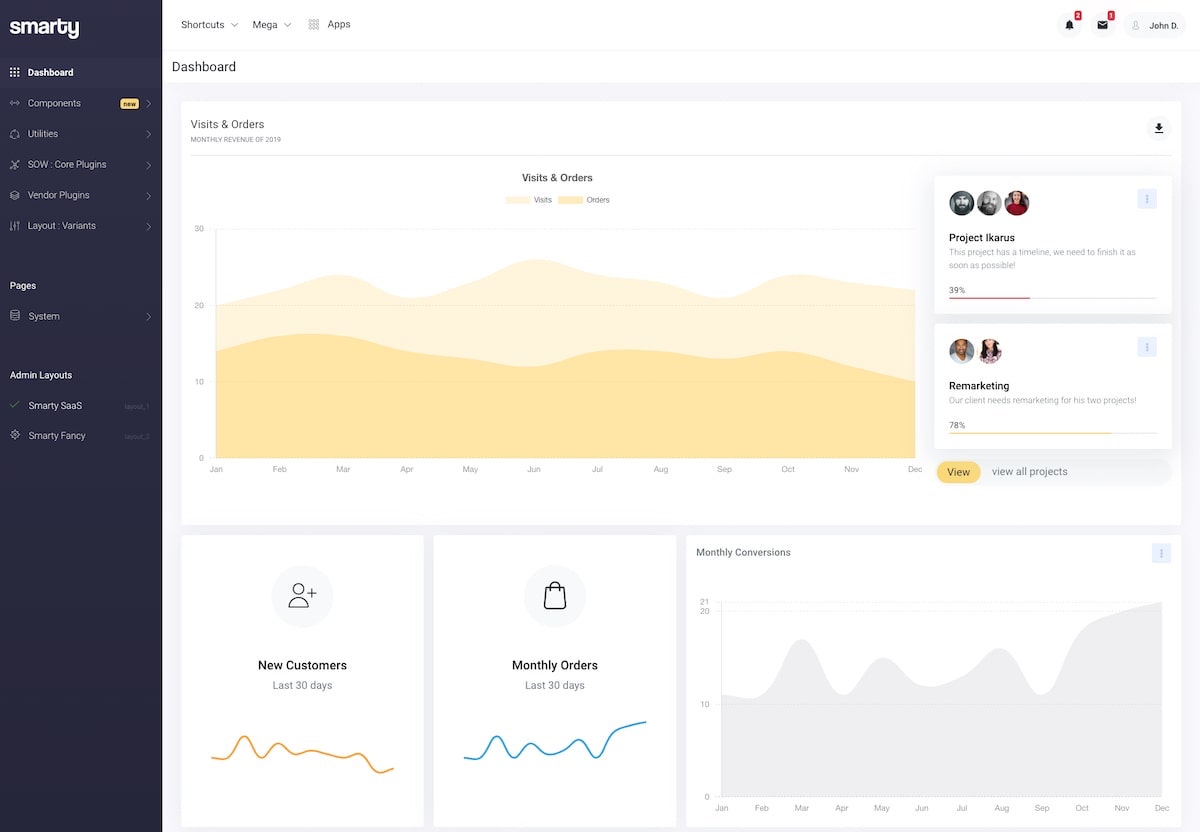 smarty
Shortcuts Mega Apps
2 1 John D.
Dashboard
Components new
Utilities
SOW : Core Plugins
Vendor Plugins
Layout : Variants
Pages
System
Admin Layouts
Smarty SaaS layout_1
Smarty Fancy layout_2
Dashboard
Visits & Orders
MONTHLY REVENUE OF 2019
Visits & Orders
Visits Orders
30
20
10
0
Jan Feb Mar Apr May Jun Jul Aug Sep Oct Nov Dec
Project Ikarus
This project has a timeline, we need to finish it as
soon as possible!
39%
Remarketing
Our client needs remarketing for his two projects!
78%
View view all projects
New Customers
Last 30 days
Monthly Orders
Last 30 days
Monthly Conversions
21
20
10
0
Jan Feb Mar Apr May Jun Jul Aug Sep Oct Nov Dec